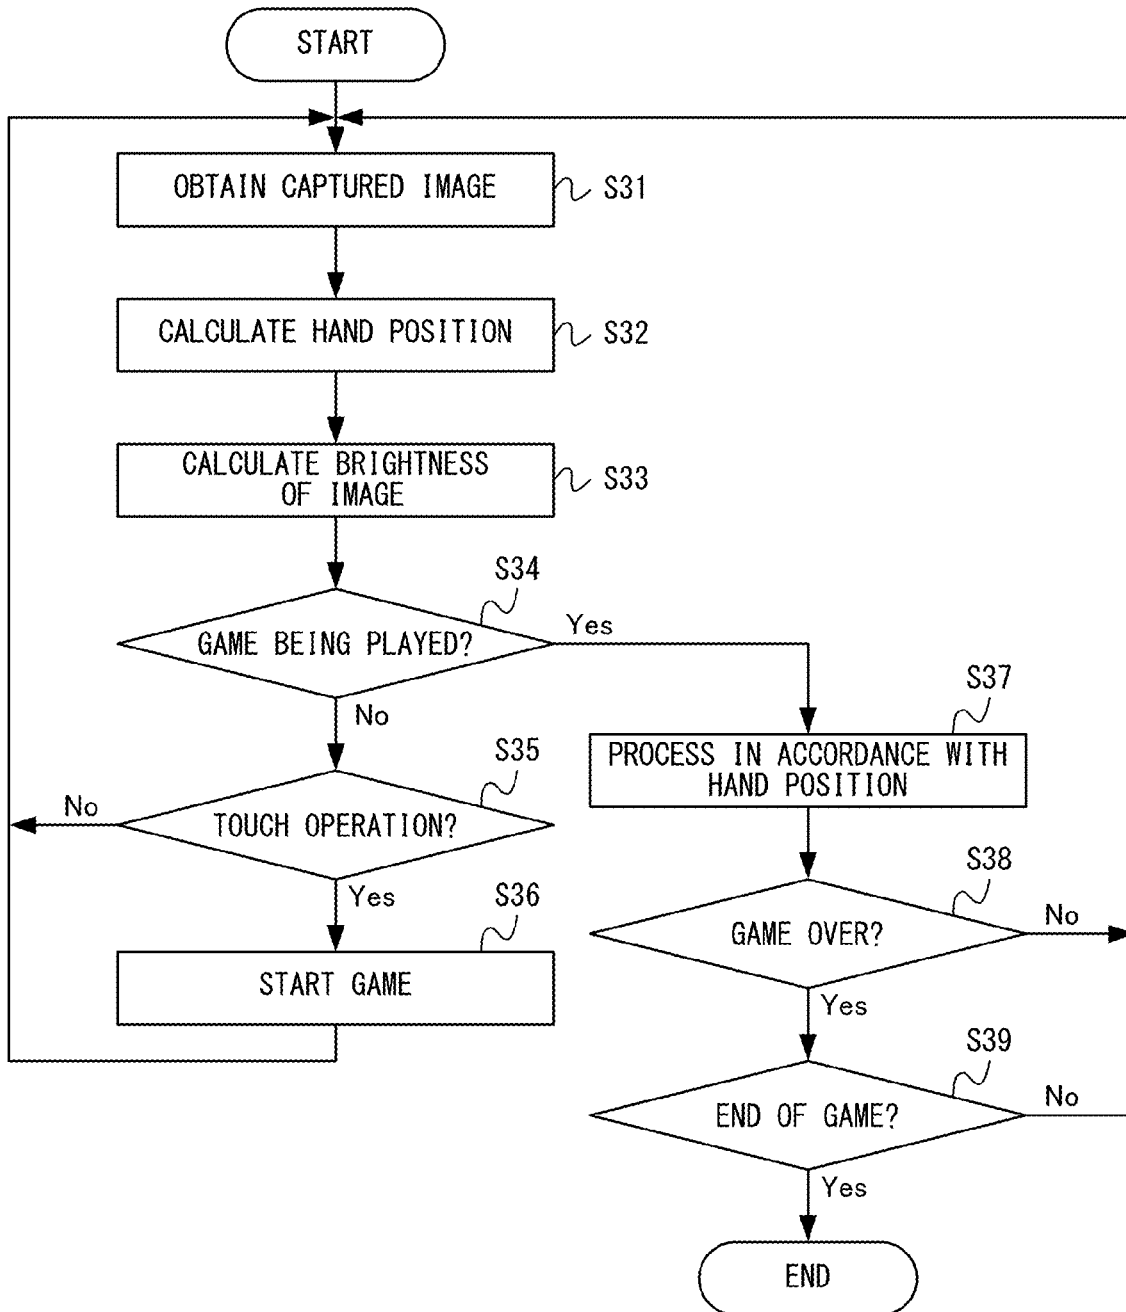 START
OBTAIN CAPTURED IMAGE
S31
CALCULATE HAND POSITION
S32
CALCULATE BRIGHTNESS
OF IMAGE
S33
S34
GAME BEING PLAYED?
Yes
No
S35
TOUCH OPERATION?
No
Yes
S36
START GAME
S37
PROCESS IN ACCORDANCE WITH
HAND POSITION
S38
GAME OVER?
No
Yes
S39
END OF GAME?
No
Yes
END